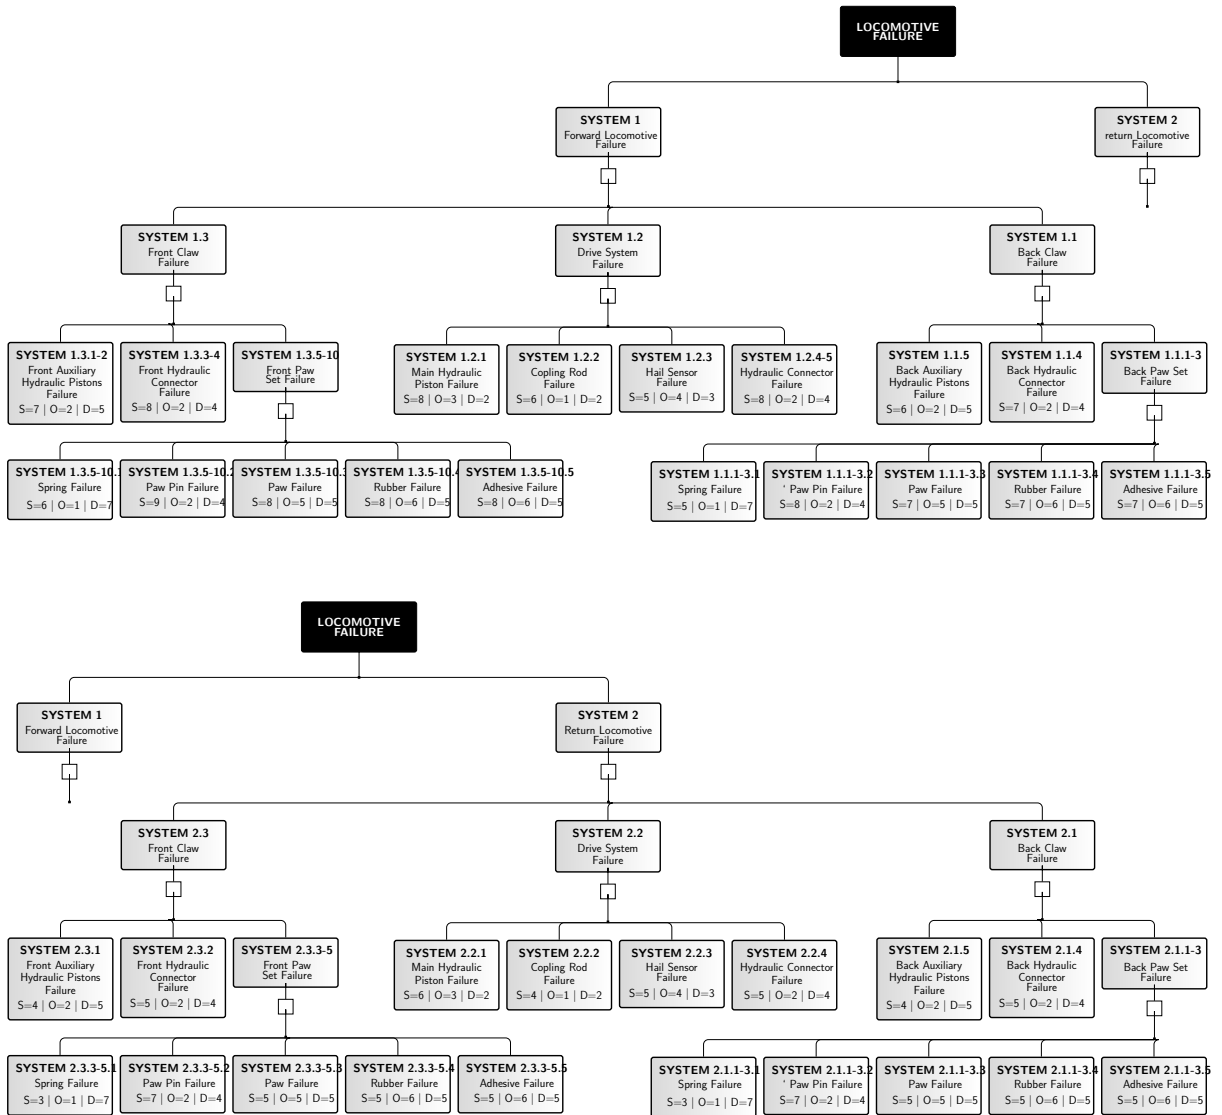 LOCOMOTIVE
FAILURE
SYSTEM 1
Forward Locomotive
Failure
SYSTEM 2
return Locomotive
Failure
SYSTEM 1.3
Front Claw
Failure
SYSTEM 1.2
Drive System
Failure
SYSTEM 1.1
Back Claw
Failure
SYSTEM 1.3.1-2
Front Auxiliary
Hydraulic Pistons
Failure
S=7 | O=2 | D=5
SYSTEM 1.3.3-4
Front Hydraulic
Connector
Failure
S=8 | O=2 | D=4
SYSTEM 1.3.5-10
Front Paw
Set Failure
SYSTEM 1.2.1
Main Hydraulic
Piston Failure
S=8 | O=3 | D=2
SYSTEM 1.2.2
Copling Rod
Failure
S=6 | O=1 | D=2
SYSTEM 1.2.3
Hail Sensor
Failure
S=5 | O=4 | D=3
SYSTEM 1.2.4-5
Hydraulic Connector
Failure
S=8 | O=2 | D=4
SYSTEM 1.1.5
Back Auxiliary
Hydraulic Pistons
Failure
S=6 | O=2 | D=5
SYSTEM 1.1.4
Back Hydraulic
Connector
Failure
S=7 | O=2 | D=4
SYSTEM 1.1.1-3
Back Paw Set
Failure
SYSTEM 1.3.5-10.1
Spring Failure
S=6 | O=1 | D=7
SYSTEM 1.3.5-10.2
Paw Pin Failure
S=9 | O=2 | D=4
SYSTEM 1.3.5-10.3
Paw Failure
S=8 | O=5 | D=5
SYSTEM 1.3.5-10.4
Rubber Failure
S=8 | O=6 | D=5
SYSTEM 1.3.5-10.5
Adhesive Failure
S=8 | O=6 | D=5
SYSTEM 1.1.1-3.1
Spring Failure
S=5 | O=1 | D=7
SYSTEM 1.1.1-3.2
' Paw Pin Failure
S=8 | O=2 | D=4
SYSTEM 1.1.1-3.3
Paw Failure
S=7 | O=5 | D=5
SYSTEM 1.1.1-3.4
Rubber Failure
S=7 | O=6 | D=5
SYSTEM 1.1.1-3.5
Adhesive Failure
S=7 | O=6 | D=5
LOCOMOTIVE
FAILURE
SYSTEM 1
Forward Locomotive
Failure
SYSTEM 2
Return Locomotive
Failure
SYSTEM 2.3
Front Claw
Failure
SYSTEM 2.2
Drive System
Failure
SYSTEM 2.1
Back Claw
Failure
SYSTEM 2.3.1
Front Auxiliary
Hydraulic Pistons
Failure
S=4 | O=2 | D=5
SYSTEM 2.3.2
Front Hydraulic
Connector
Failure
S=5 | O=2 | D=4
SYSTEM 2.3.3-5
Front Paw
Set Failure
SYSTEM 2.2.1
Main Hydraulic
Piston Failure
S=6 | O=3 | D=2
SYSTEM 2.2.2
Copling Rod
Failure
S=4 | O=1 | D=2
SYSTEM 2.2.3
Hail Sensor
Failure
S=5 | O=4 | D=3
SYSTEM 2.2.4
Hydraulic Connector
Failure
S=5 | O=2 | D=4
SYSTEM 2.1.5
Back Auxiliary
Hydraulic Pistons
Failure
S=4 | O=2 | D=5
SYSTEM 2.1.4
Back Hydraulic
Connector
Failure
S=5 | O=2 | D=4
SYSTEM 2.1.1-3
Back Paw Set
Failure
SYSTEM 2.3.3-5.1
Spring Failure
S=3 | O=1 | D=7
SYSTEM 2.3.3-5.2
Paw Pin Failure
S=7 | O=2 | D=4
SYSTEM 2.3.3-5.3
Paw Failure
S=5 | O=5 | D=5
SYSTEM 2.3.3-5.4
Rubber Failure
S=5 | O=6 | D=5
SYSTEM 2.3.3-5.5
Adhesive Failure
S=5 | O=6 | D=5
SYSTEM 2.1.1-3.1
Spring Failure
S=3 | O=1 | D=7
SYSTEM 2.1.1-3.2
' Paw Pin Failure
S=7 | O=2 | D=4
SYSTEM 2.1.1-3.3
Paw Failure
S=5 | O=5 | D=5
SYSTEM 2.1.1-3.4
Rubber Failure
S=5 | O=6 | D=5
SYSTEM 2.1.1-3.5
Adhesive Failure
S=5 | O=6 | D=5